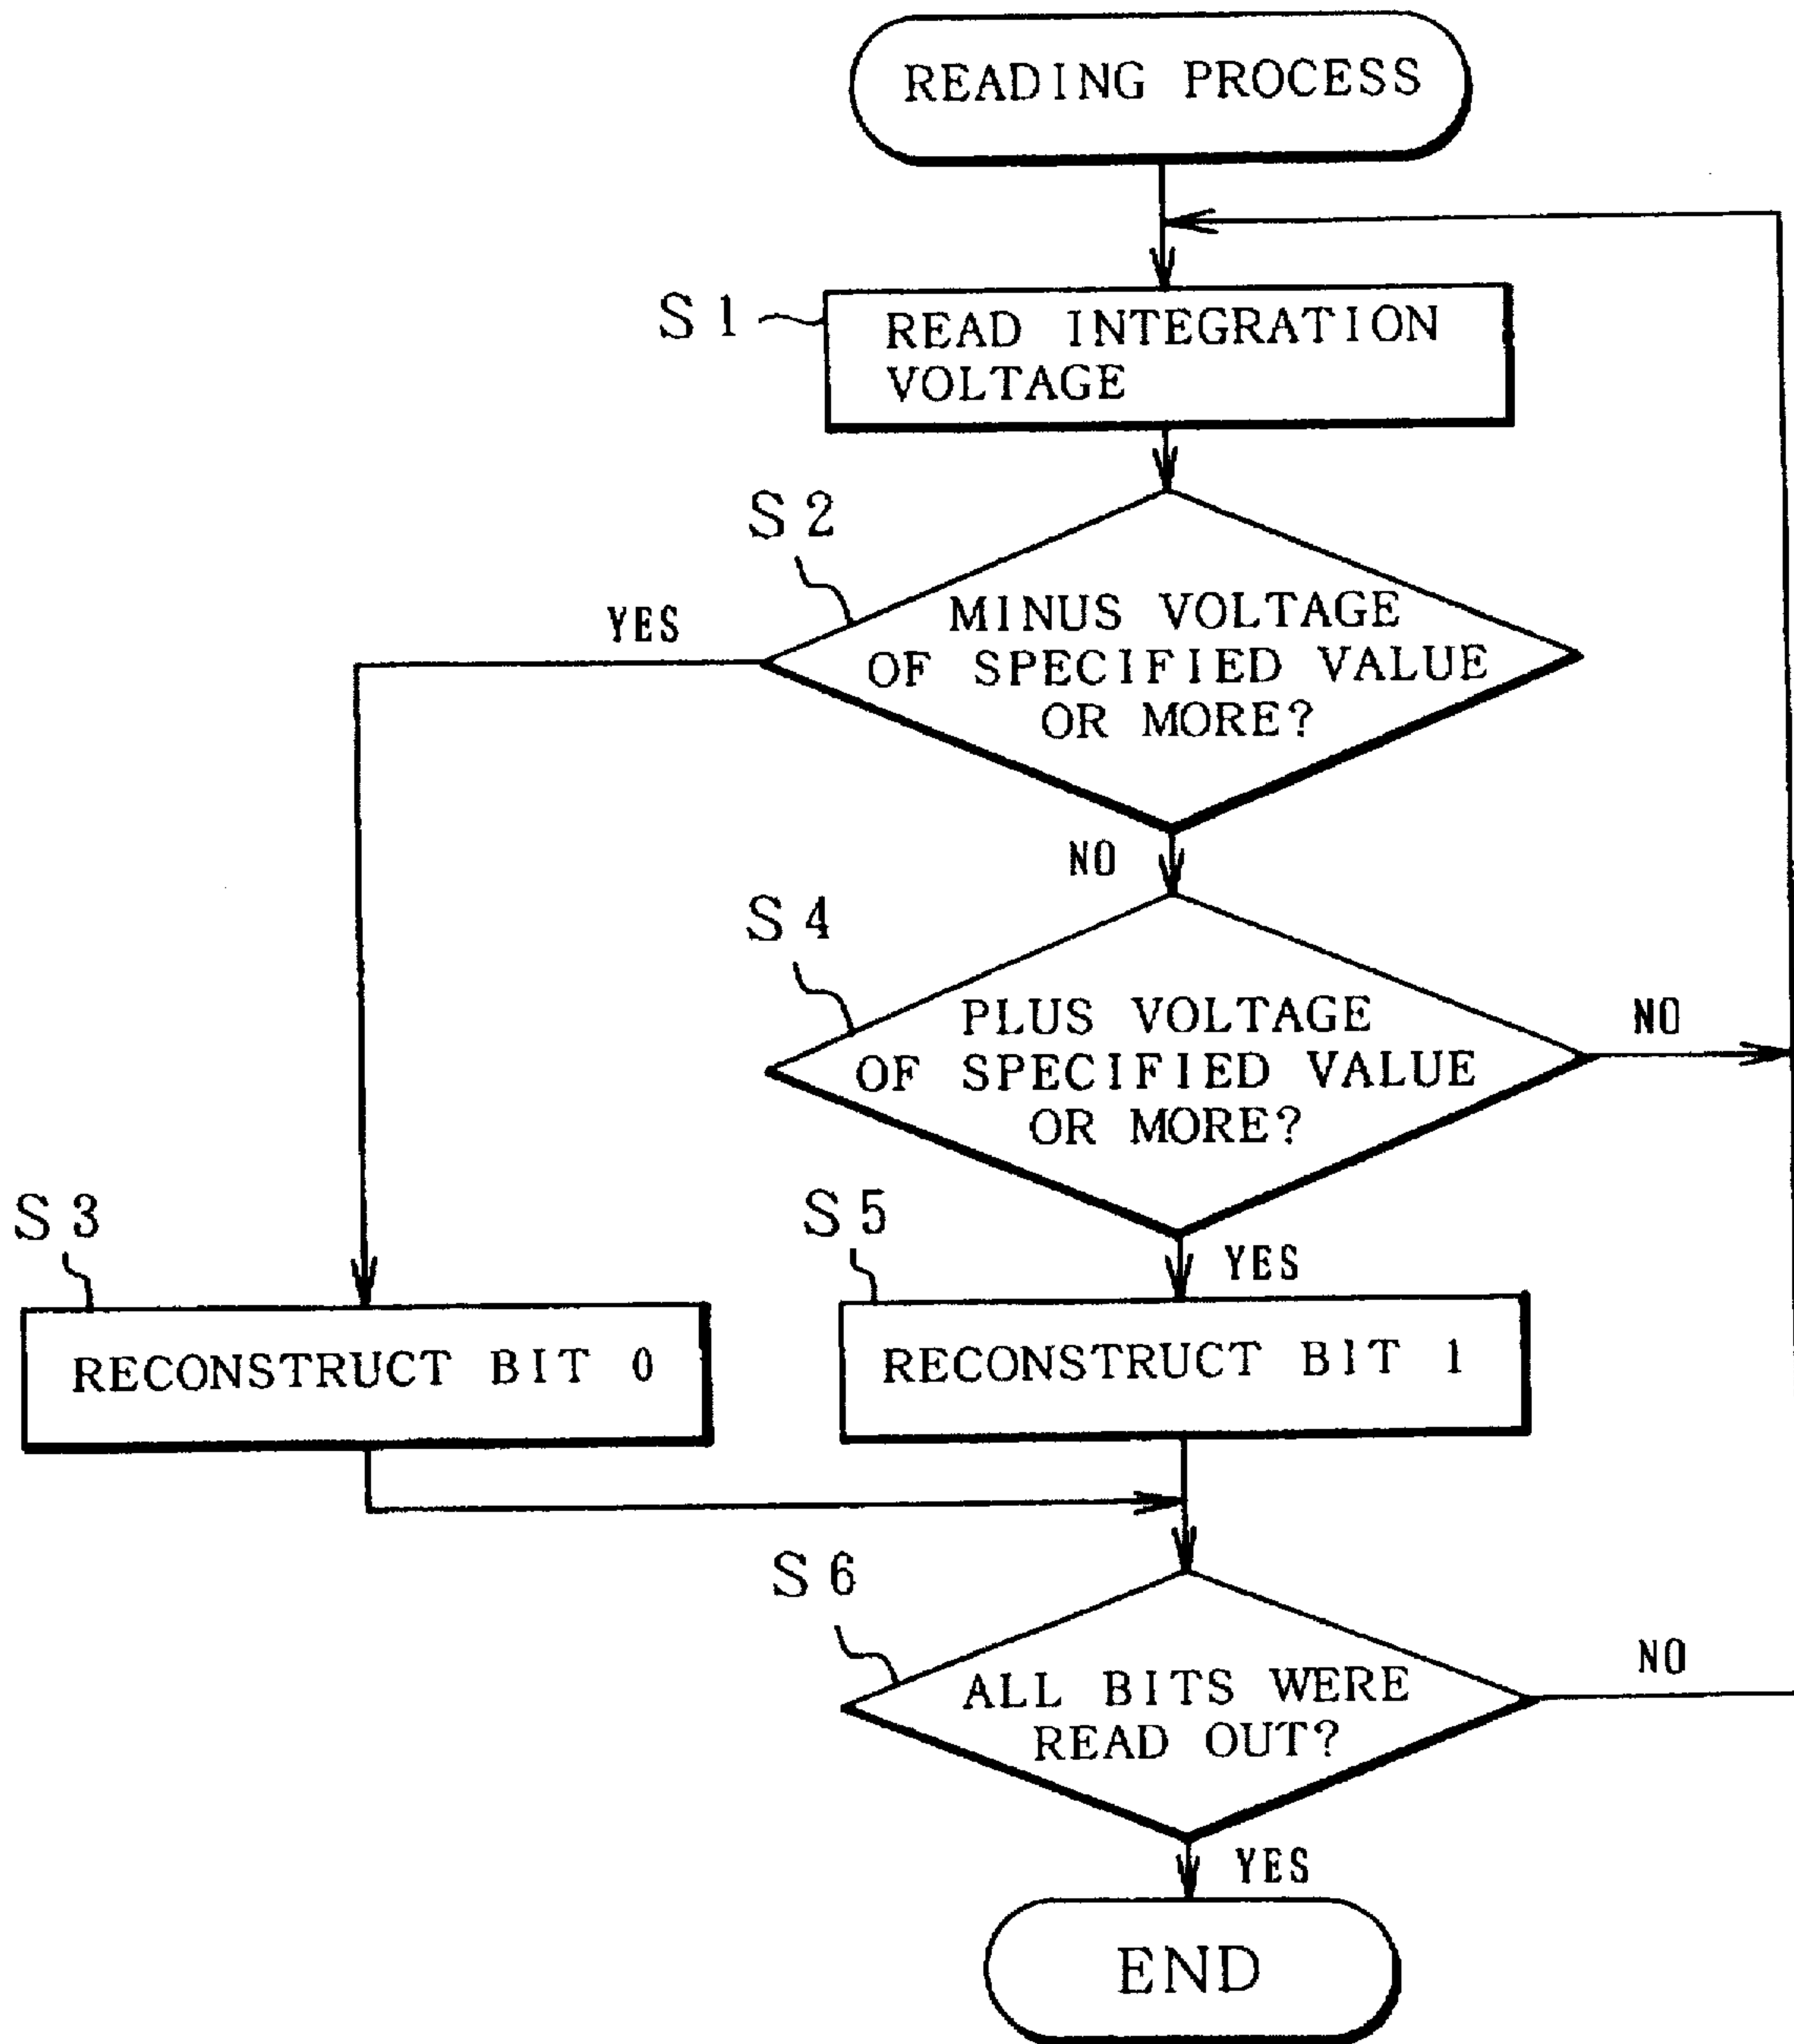 READING PROCESS
S1
READ INTEGRATION
VOLTAGE
S2
YES
MINUS VOLTAGE
OF SPECIFIED VALUE
OR MORE?
NO
S4
PLUS VOLTAGE
OF SPECIFIED VALUE
OR MORE?
NO
S3
S5
YES
RECONSTRUCT BIT 0
RECONSTRUCT BIT 1
S6
ALL BITS WERE
READ OUT?
NO
YES
END